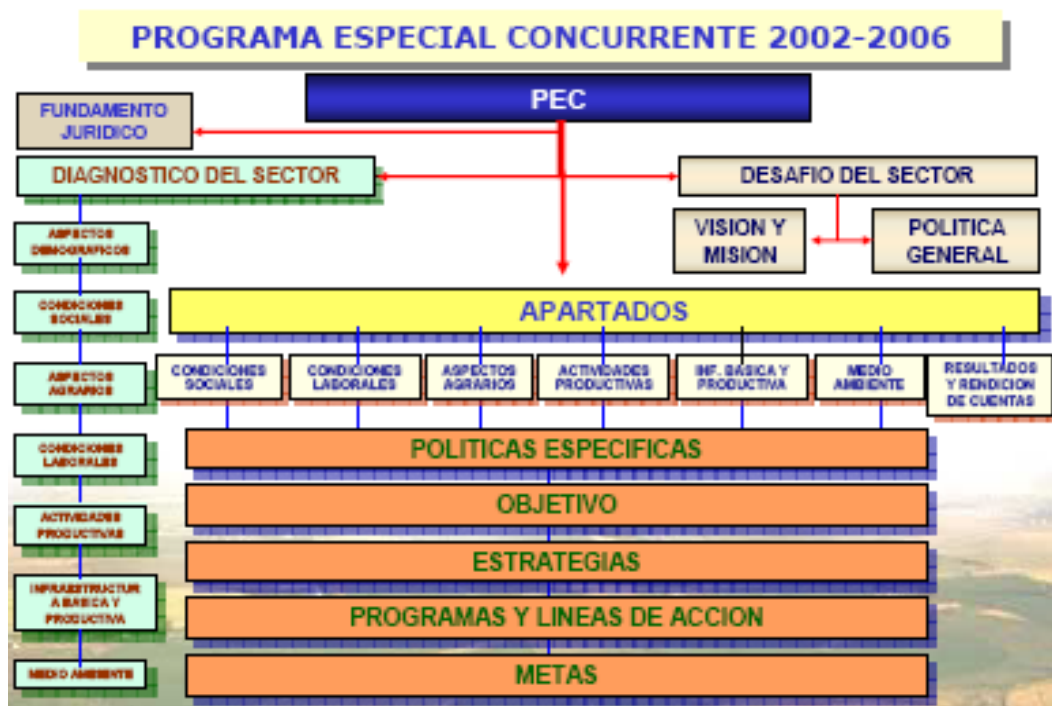 PROGRAMA ESPECIAL CONCURRENTE 2002-2006
PEC
FUNDAMENTO
JURIDICO
DIAGNOSTICO DEL SECTOR
DESAFIO DEL SECTOR
VISION Y
MISION
POLITICA
GENERAL
ASPECTOS
DEMOGRAFICOS
CONDICIONES
SOCIALES
ASPECTOS
AGRARIOS
CONDICIONES
LABORALES
ACTIVIDADES
PRODUCTIVAS
INFRAESTRUCTUR
A BASICA Y
PRODUCTIVA
MEDIO AMBIENTE
APARTADOS
CONDICIONES
SOCIALES
CONDICIONES
LABORALES
ASPECTOS
AGRARIOS
ACTIVIDADES
PRODUCTIVAS
INF. BASICA Y
PRODUCTIVA
MEDIO
AMBIENTE
RESULTADOS
Y RENDICION
DE CUENTAS
POLITICAS ESPECIFICAS
OBJETIVO
ESTRATEGIAS
PROGRAMAS Y LINEAS DE ACCION
METAS